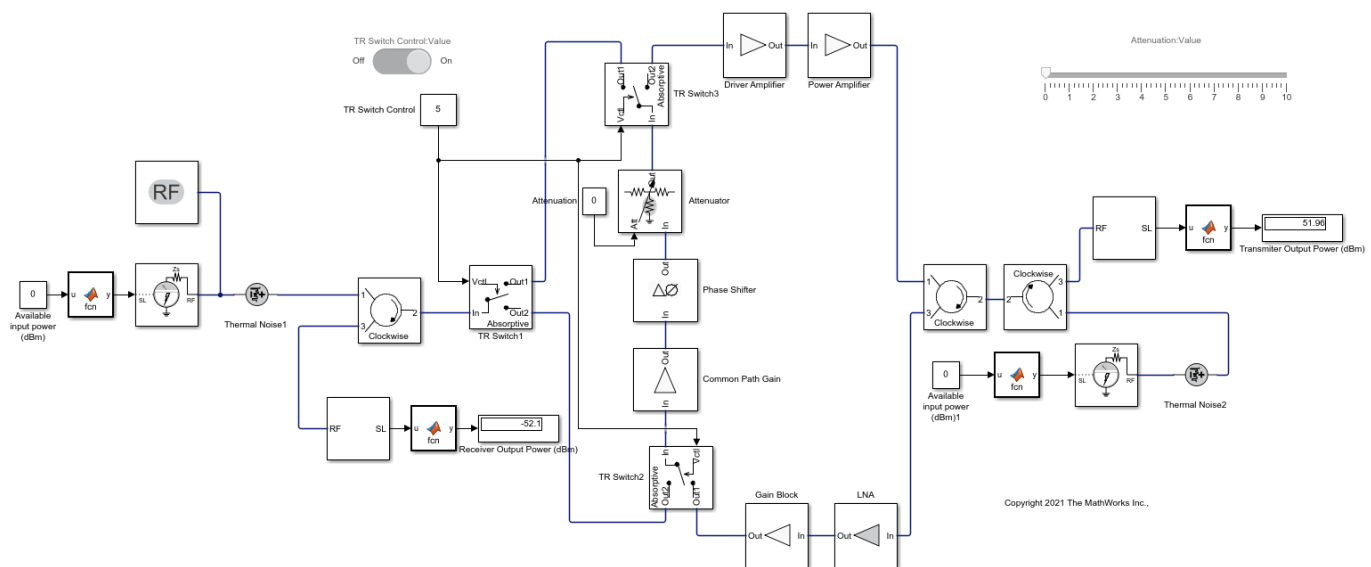 TR Switch Control:Value
Off
On
TR Switch Control
5
Out1
Out2
Absorptive
Vctl
In
TR Switch3
In
Out
Driver Amplifier
In
Out
Power Amplifier
Attenuation:Value
0 1 2 3 4 5 6 7 8 9 10
RF
Attenuation
0
Out
Att
In
Attenuator
0
Available
input power
(dBm)
u
y
fcn
SL
Zs
RF
Thermal Noise1
1
2
3
Clockwise
Vctl
Out1
In
Out2
Absorptive
TR Switch1
Out
In
Phase Shifter
Out
In
Common Path Gain
RF
SL
u
y
fcn
-52.1
Receiver Output Power (dBm)
In
Vctl
Absorptive
Out2
Out1
TR Switch2
Gain Block
Out
In
LNA
Out
In
1
2
3
Clockwise
Clockwise
3
2
1
RF
SL
u
y
fcn
51.96
Transmiter Output Power (dBm)
0
Available
input power
(dBm)1
u
y
fcn
SL
Zs
RF
Thermal Noise2
Copyright 2021 The MathWorks Inc.,